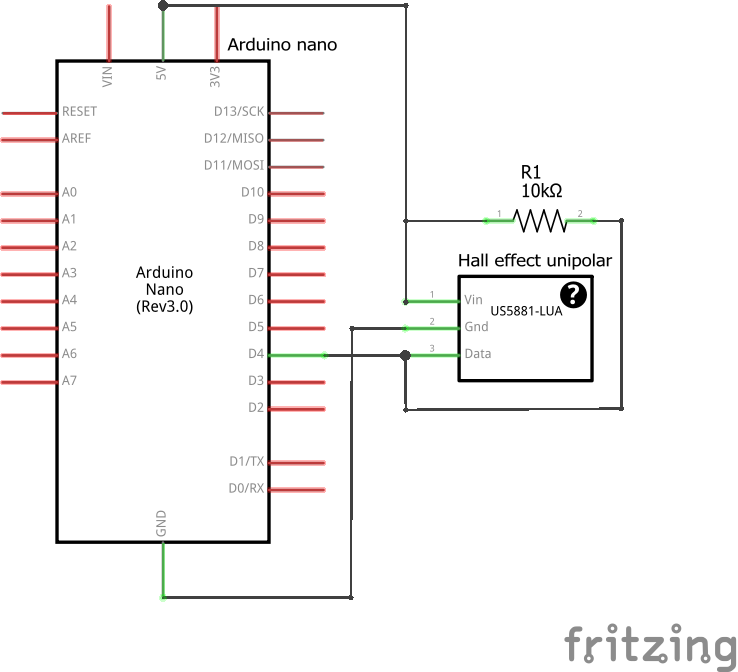 Arduino nano
VIN
5V
3V3
RESET
D13/SCK
AREF
D12/MISO
D11/MOSI
A0
D10
A1
D9
A2
D8
A3
D7
A4
D6
A5
D5
A6
D4
A7
D3
D2
D1/TX
D0/RX
GND
Arduino
Nano
(Rev3.0)
R1
10kΩ
1
2
Hall effect unipolar
?
US5881-LUA
1
Vin
2
Gnd
3
Data
fritzing